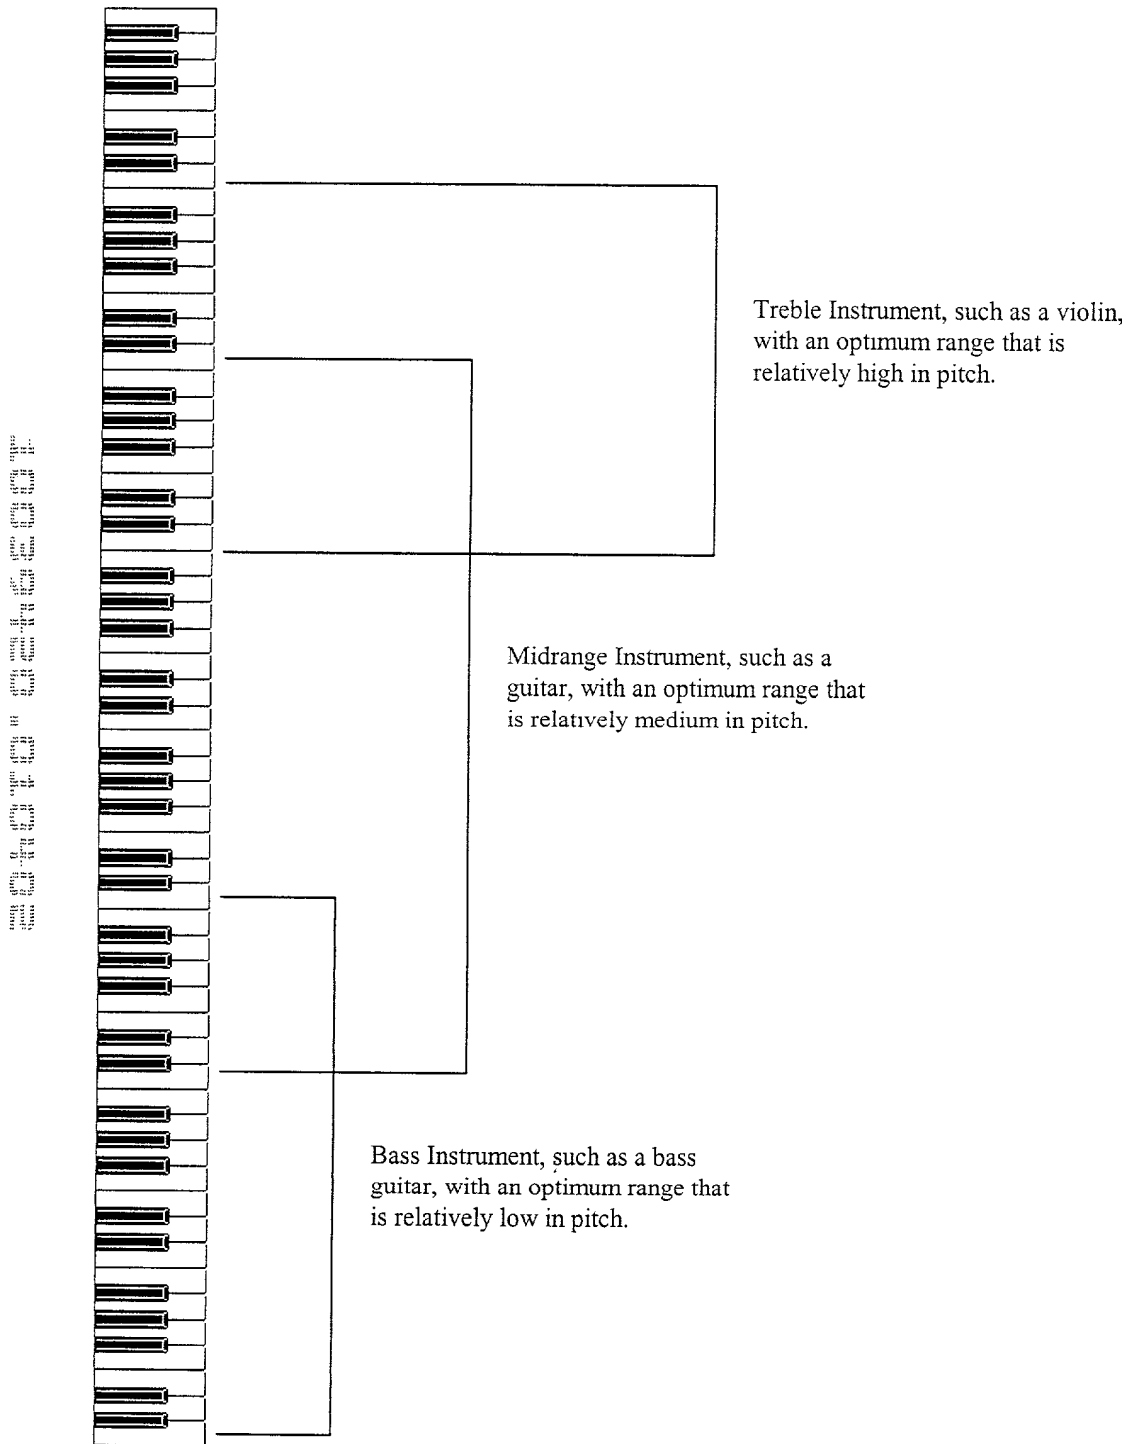 Treble Instrument, such as a violin,
with an optimum range that is
relatively high in pitch.
Midrange Instrument, such as a
guitar, with an optimum range that
is relatively medium in pitch.
Bass Instrument, such as a bass
guitar, with an optimum range that
is relatively low in pitch.